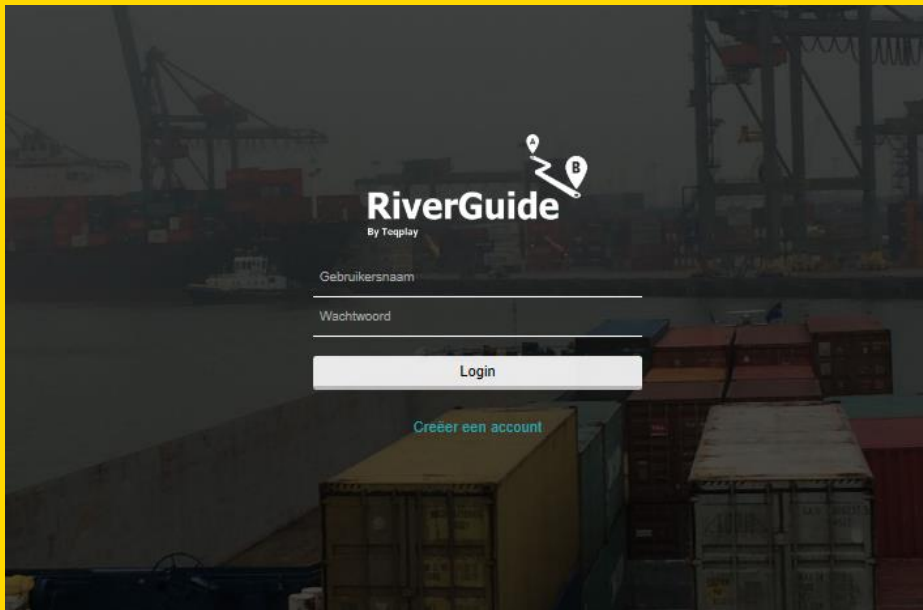 A
B
RiverGuide
By Teqplay
Gebruikersnaam
Wachtwoord
Login
Creëer een account